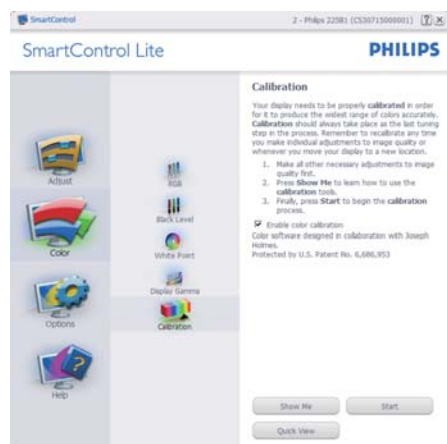 SmartControl
2 - Philips 225B1 (CS30715000001)
SmartControl Lite
PHILIPS
Adjust
Color
Options
Help
RGB
Black Level
White Point
Display Gamma
Calibration
Calibration
Your display needs to be properly calibrated in order
for it to produce the widest range of colors accurately.
Calibration should always take place as the last tuning
step in the process. Remember to recalibrate any time
you make individual adjustments to image quality or
whenever you move your display to a new location.
1. Make all other necessary adjustments to image
quality first.
2. Press Show Me to learn how to use the
calibration tools.
3. Finally, press Start to begin the calibration
process.
Enable color calibration
Color software designed in collaboration with Joseph
Holmes.
Protected by U.S. Patent No. 6,686,953
Show Me
Start
Quick View